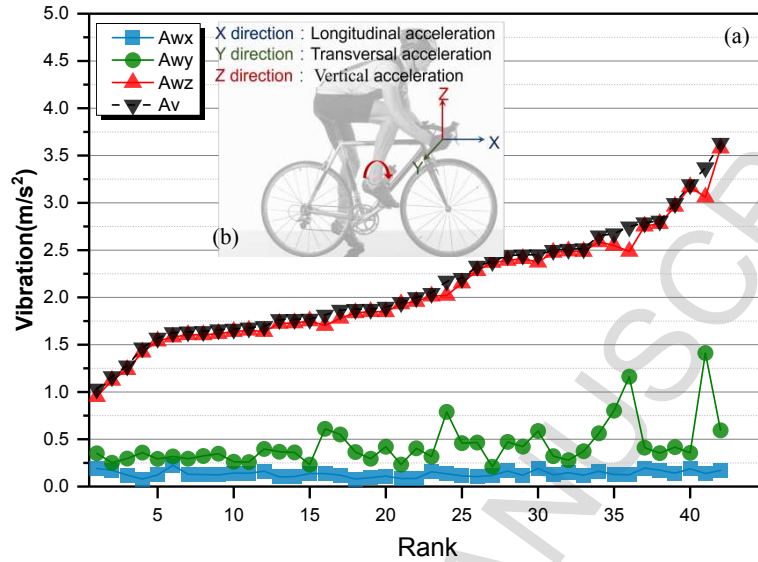 5.0
4.5
4.0
3.5
3.0
2.5
2.0
1.5
1.0
0.5
0.0
Vibration(m/s²)
Awx
Awy
Awz
Av
X direction : Longitudinal acceleration
Y direction : Transversal acceleration
Z direction : Vertical acceleration
(a)
Z
X
Y
(b)
5 10 15 20 25 30 35 40
Rank
MANUSCR